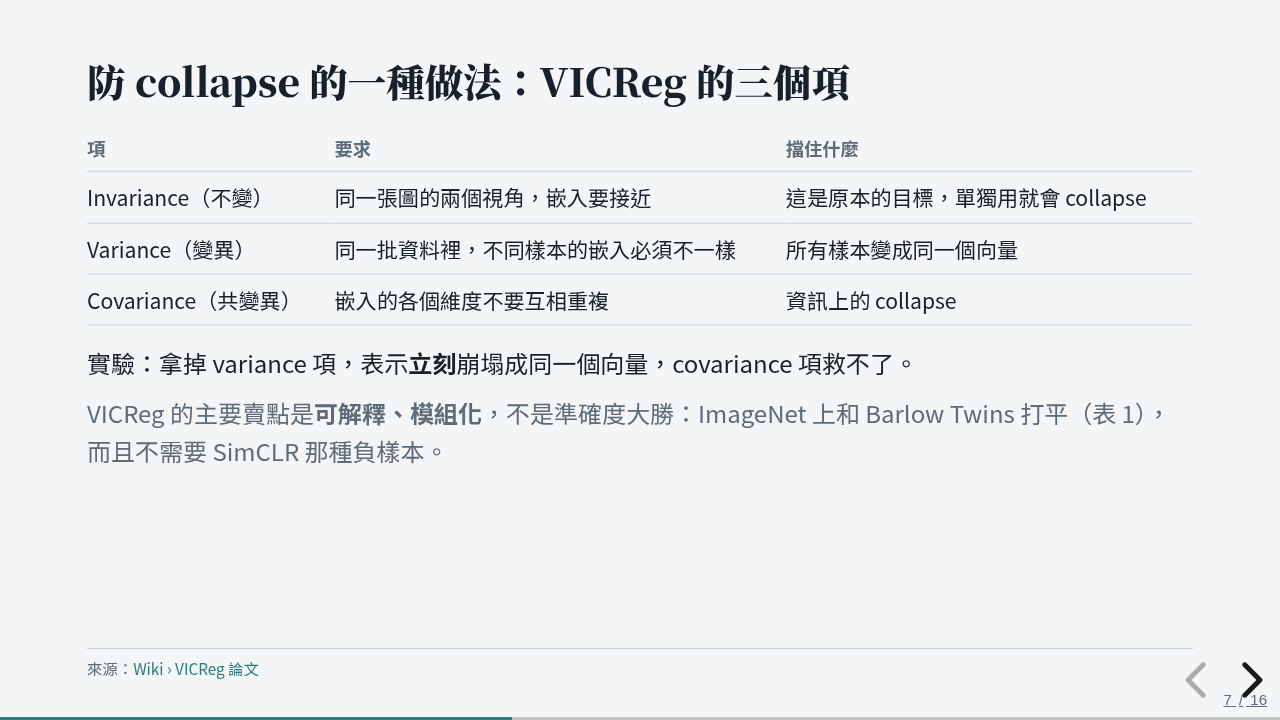 防 collapse 的一種做法：VICReg 的三個項
項 要求 擋住什麼
Invariance（不變） 同一張圖的兩個視角，嵌入要接近 這是原本的目標，單獨用就會 collapse
Variance（變異） 同一批資料裡，不同樣本的嵌入必須不一樣 所有樣本變成同一個向量
Covariance（共變異） 嵌入的各個維度不要互相重複 資訊上的 collapse
實驗：拿掉 variance 項，表示立刻崩塌成同一個向量，covariance 項救不了。
VICReg 的主要賣點是可解釋、模組化，不是準確度大勝：ImageNet 上和 Barlow Twins 打平（表 1），
而且不需要 SimCLR 那種負樣本。
來源：Wiki › VICReg 論文
7 / 16